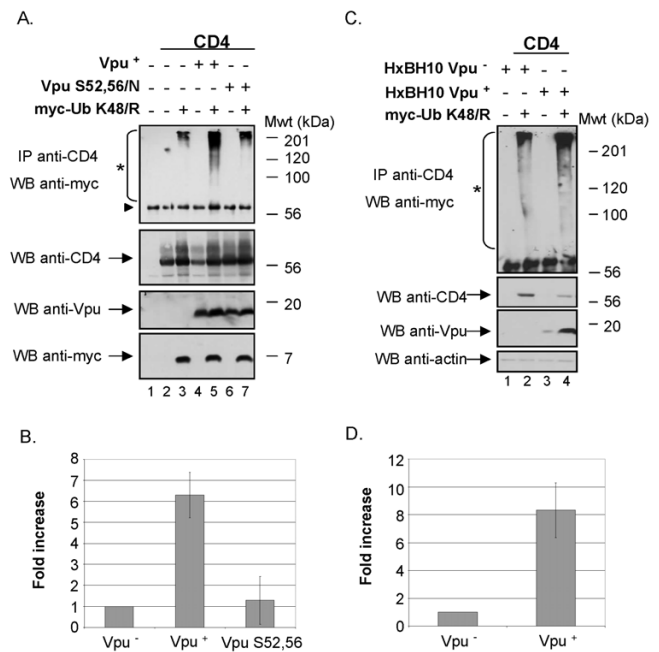 A.
CD4
Vpu + - - - + + - -
Vpu S52,56/N - - - - - + +
myc-Ub K48/R - - + - + - +
Mwt (kDa)
IP anti-CD4
*
WB anti-myc
201
120
100
56
WB anti-CD4
56
WB anti-Vpu
20
WB anti-myc
7
1 2 3 4 5 6 7
C.
CD4
HxBH10 Vpu - + + - -
HxBH10 Vpu + - - + +
myc-Ub K48/R - + - +
Mwt (kDa)
IP anti-CD4
*
WB anti-myc
201
120
100
56
WB anti-CD4
56
WB anti-Vpu
20
WB anti-actin
1 2 3 4
B.
Fold increase
8
7
6
5
4
3
2
1
0
Vpu - Vpu + Vpu S52,56
D.
Fold increase
12
10
8
6
4
2
0
Vpu - Vpu +